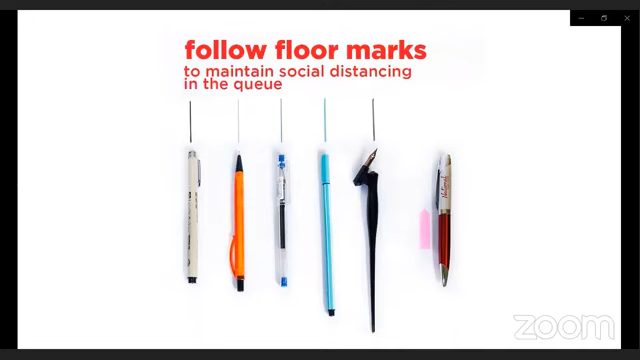 follow floor marks
to maintain social distancing
in the queue
zoom